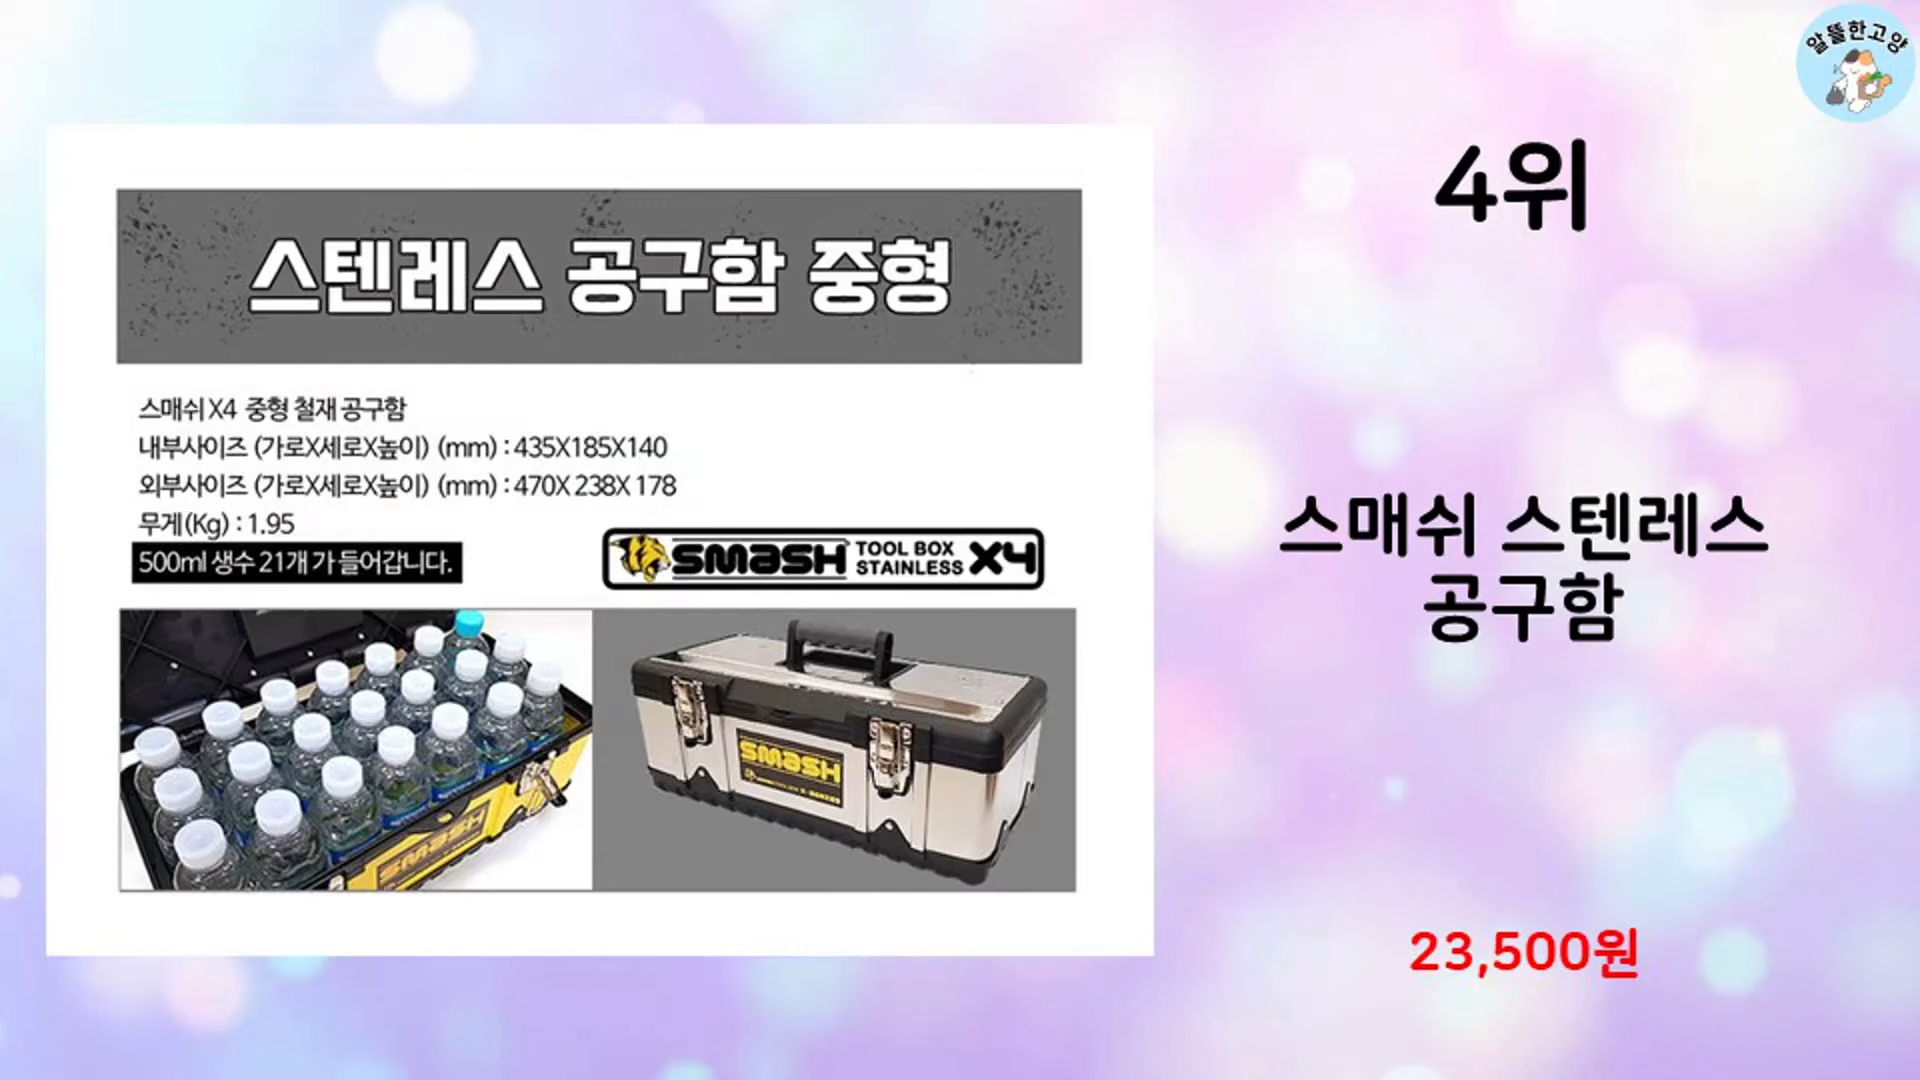 알뜰한고양
4위
스텐레스 공구함 중형
스매쉬 X4 중형 철재 공구함
내부사이즈 (가로X세로X높이) (mm) : 435X185X140
외부사이즈 (가로X세로X높이) (mm) : 470X 238X 178
무게(Kg) : 1.95
500ml 생수 21개 가 들어갑니다.
SMASH TOOL BOX STAINLESS X4
SMASH
SMASH
스매쉬 스텐레스
공구함
23,500원